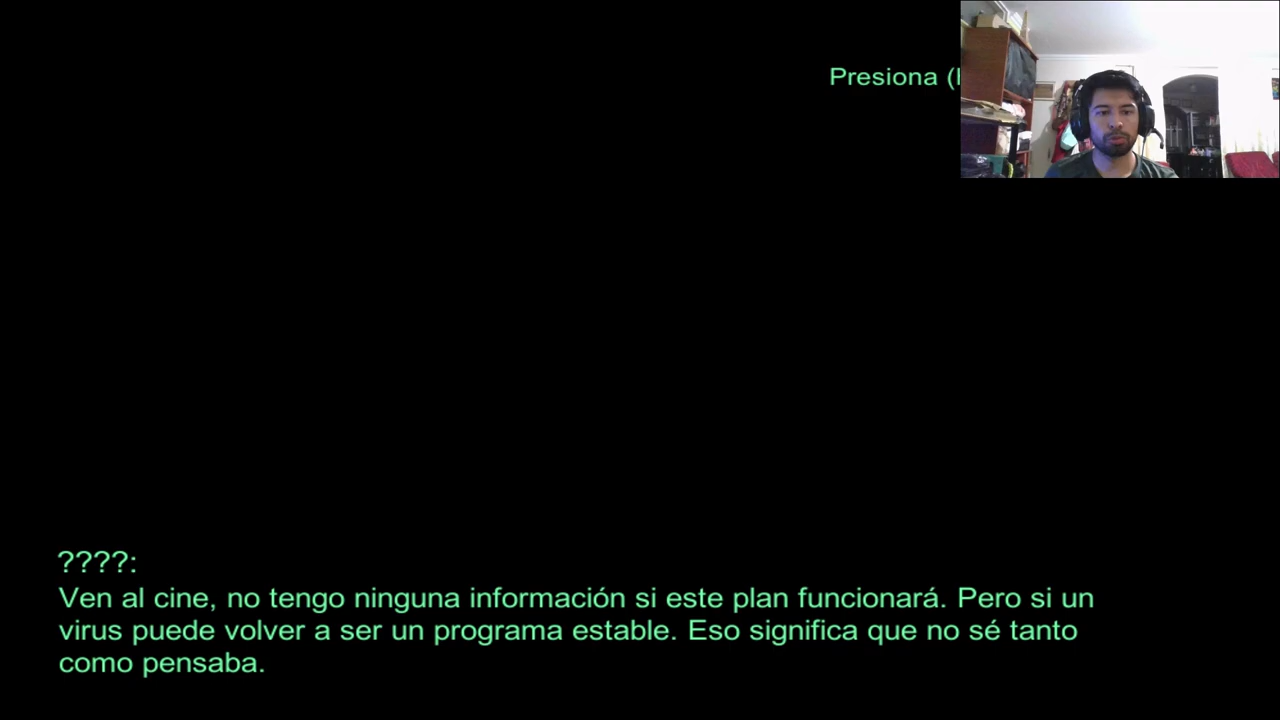 Presiona (
????:
Ven al cine, no tengo ninguna información si este plan funcionará. Pero si un
virus puede volver a ser un programa estable. Eso significa que no sé tanto
como pensaba.